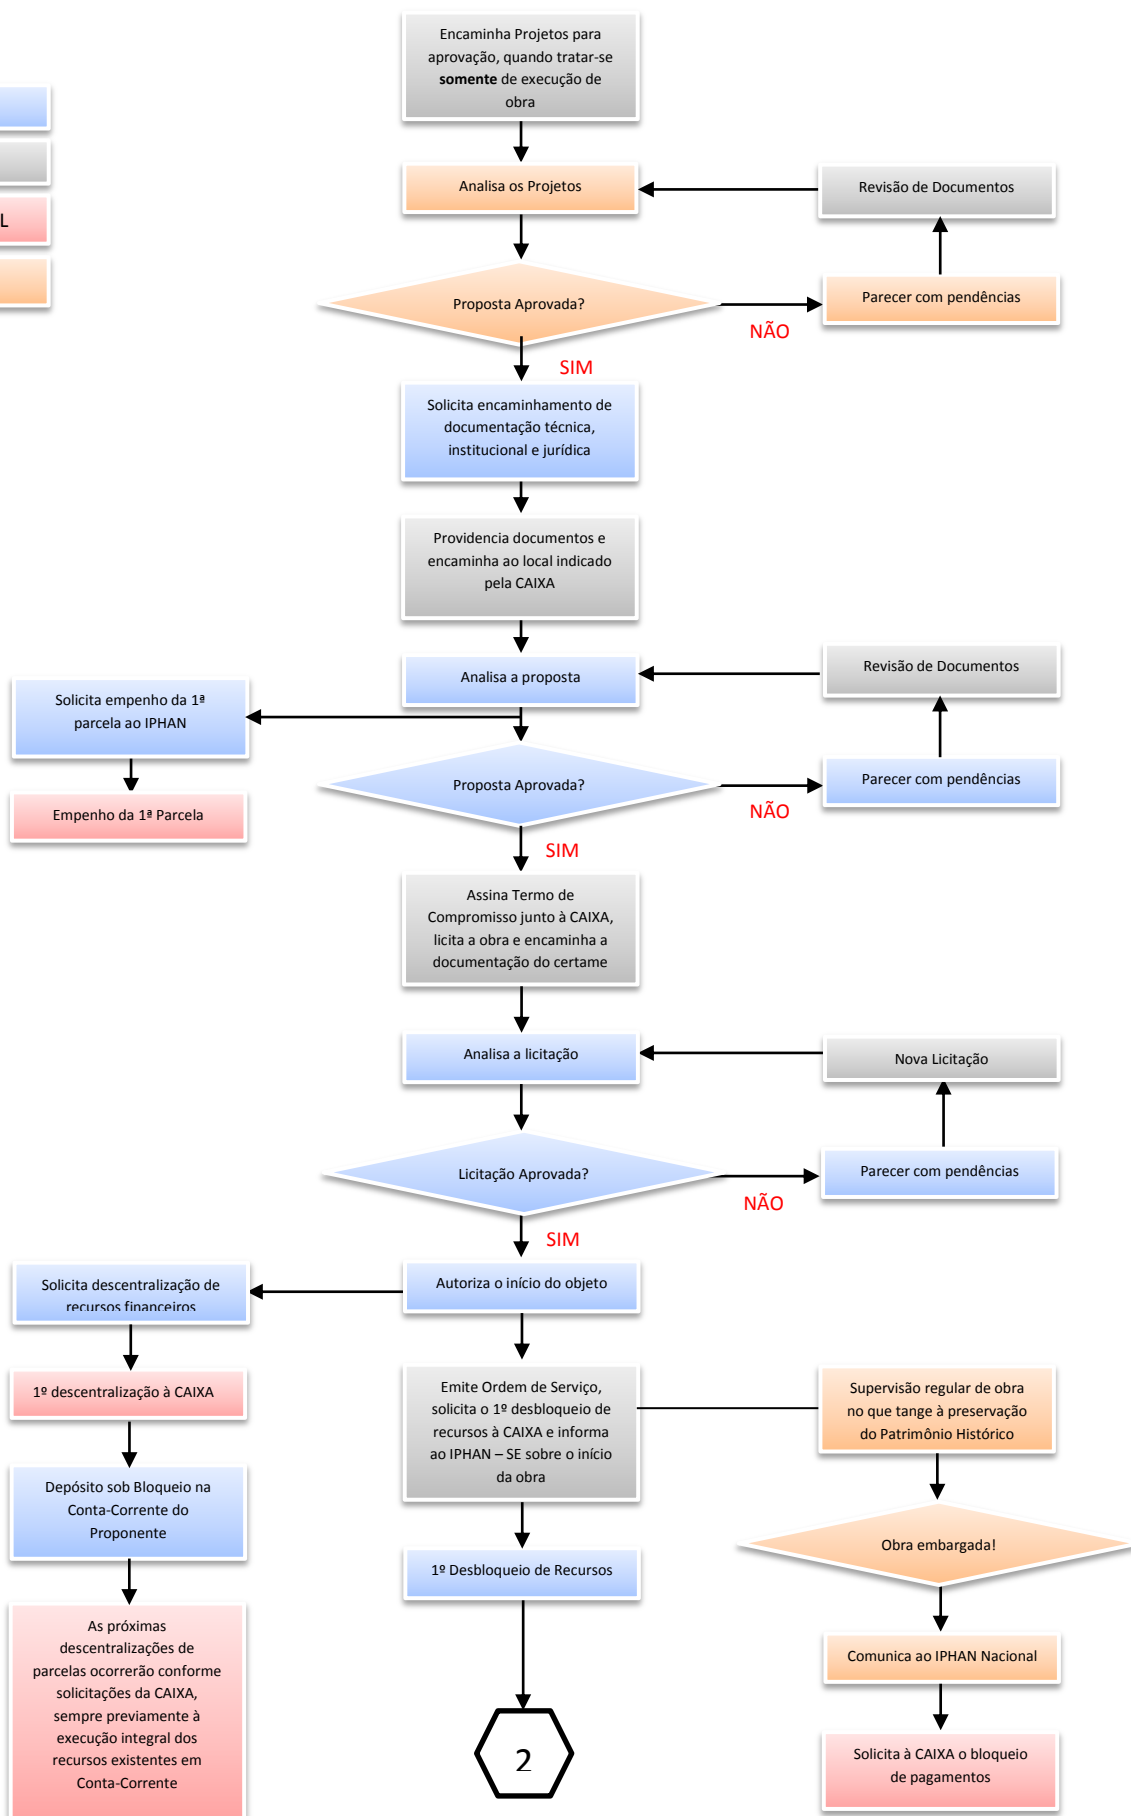 Encaminha Projetos para
aprovação, quando tratar-se
somente de execução de
obra
L
Analisa os Projetos
Revisão de Documentos
Proposta Aprovada?
Parecer com pendências
NÃO
SIM
Solicita encaminhamento de
documentação técnica,
institucional e jurídica
Providencia documentos e
encaminha ao local indicado
pela CAIXA
Analisa a proposta
Revisão de Documentos
Solicita empenho da 1ª
parcela ao IPHAN
Proposta Aprovada?
Parecer com pendências
NÃO
Empenho da 1ª Parcela
SIM
Assina Termo de
Compromisso junto à CAIXA,
licita a obra e encaminha a
documentação do certame
Analisa a licitação
Nova Licitação
Licitação Aprovada?
Parecer com pendências
NÃO
SIM
Autoriza o início do objeto
Solicita descentralização de
recursos financeiros
1º descentralização à CAIXA
Emite Ordem de Serviço,
solicita o 1º desbloqueio de
recursos à CAIXA e informa
ao IPHAN – SE sobre o início
da obra
Supervisão regular de obra
no que tange à preservação
do Patrimônio Histórico
Depósito sob Bloqueio na
Conta-Corrente do
Proponente
Obra embargada!
1º Desbloqueio de Recursos
As próximas
descentralizações de
parcelas ocorrerão conforme
solicitações da CAIXA,
sempre previamente à
execução integral dos
recursos existentes em
Conta-Corrente
Comunica ao IPHAN Nacional
2
Solicita à CAIXA o bloqueio
de pagamentos